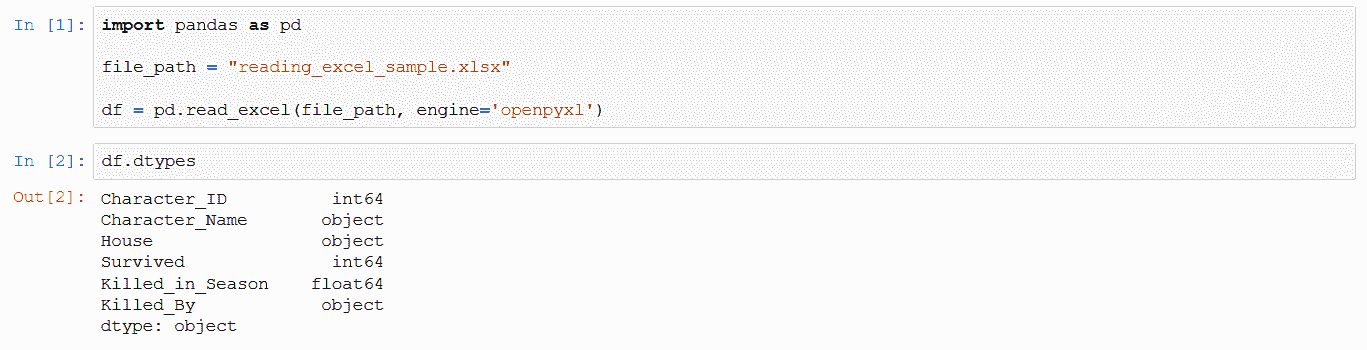 In [1]: import pandas as pd
file_path = "reading_excel_sample.xlsx"
df = pd.read_excel(file_path, engine='openpyxl')
In [2]: df.dtypes
Out[2]: Character_ID int64
Character_Name object
House object
Survived int64
Killed_in_Season float64
Killed_By object
dtype: object